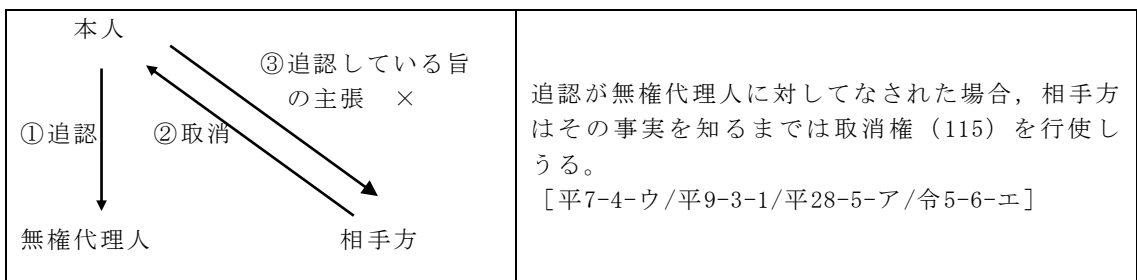 本人
③追認している旨
の主張 ×
①追認
②取消
無権代理人
相手方
追認が無権代理人に対してなされた場合，相手方
はその事実を知るまでは取消権（115）を行使し
うる。
［平7-4-ウ/平9-3-1/平28-5-ア/令5-6-エ］